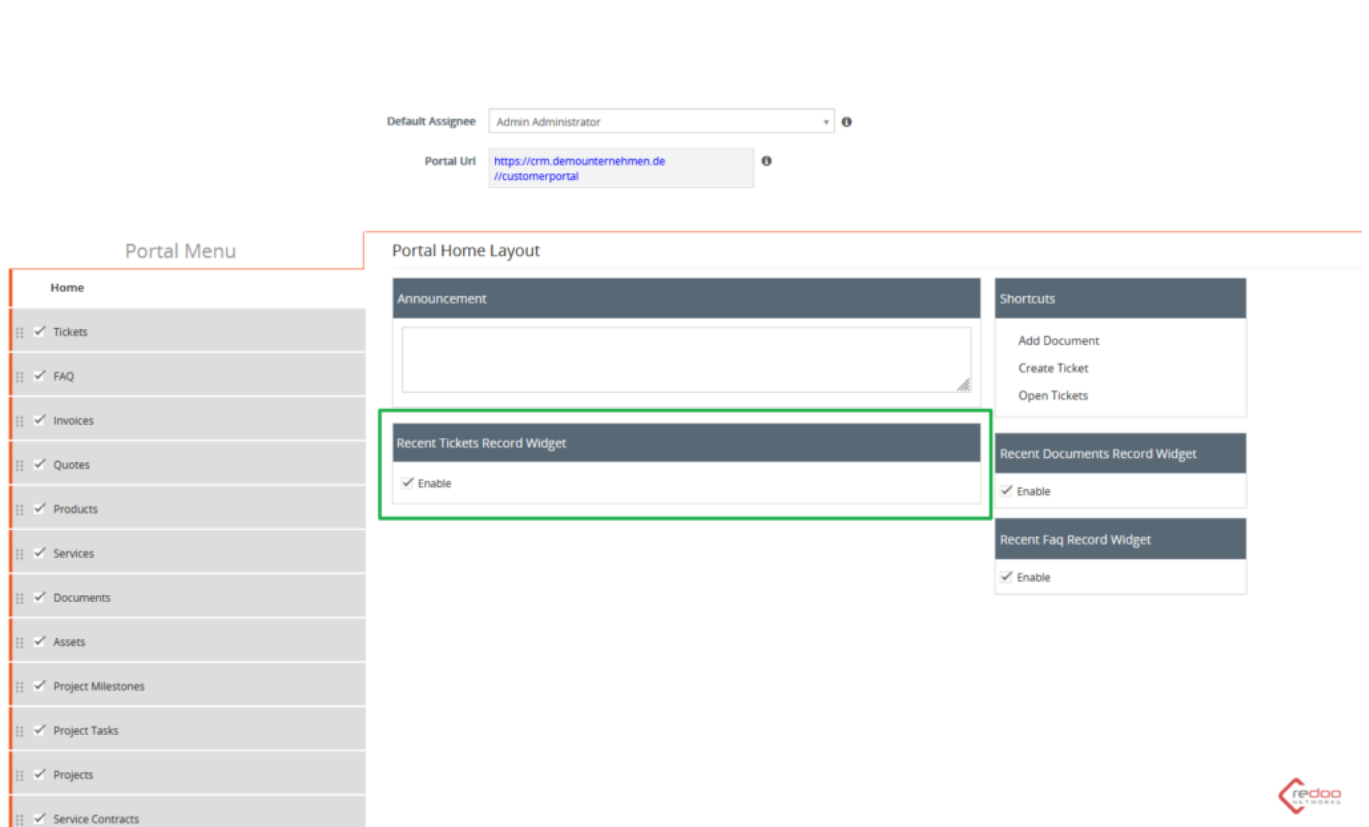 Default Assignee
Admin Administrator
Portal Url
https://crm.demounternehmen.de
//customerportal
Portal Menu
Portal Home Layout
Home
Tickets
FAQ
Invoices
Quotes
Products
Services
Documents
Assets
Project Milestones
Project Tasks
Projects
Service Contracts
Announcement
Recent Tickets Record Widget
Enable
Shortcuts
Add Document
Create Ticket
Open Tickets
Recent Documents Record Widget
Enable
Recent Faq Record Widget
Enable
redoo
NETWORKS